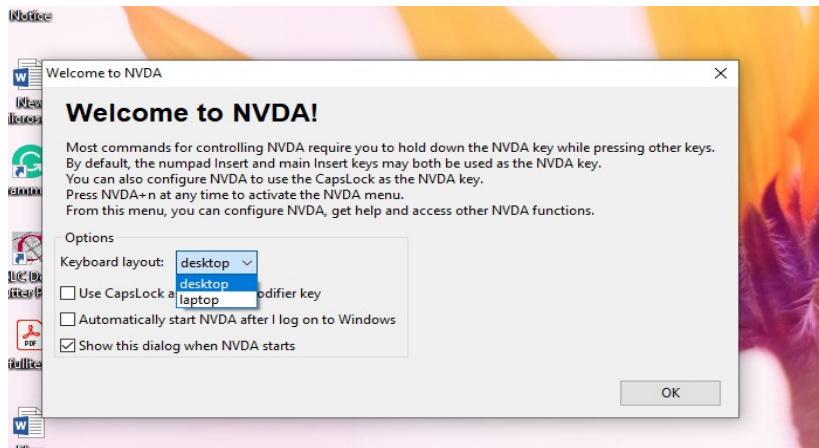 Notice
Welcome to NVDA
New
Welcome to NVDA!
Most commands for controlling NVDA require you to hold down the NVDA key while pressing other keys.
By default, the numpad Insert and main Insert keys may both be used as the NVDA key.
You can also configure NVDA to use the CapsLock as the NVDA key.
Press NVDA+n at any time to activate the NVDA menu.
From this menu, you can configure NVDA, get help and access other NVDA functions.
Options
Keyboard layout: desktop
desktop
laptop
Use CapsLock a odifier key
Automatically start NVDA after I log on to Windows
PDF
Show this dialog when NVDA starts
OK